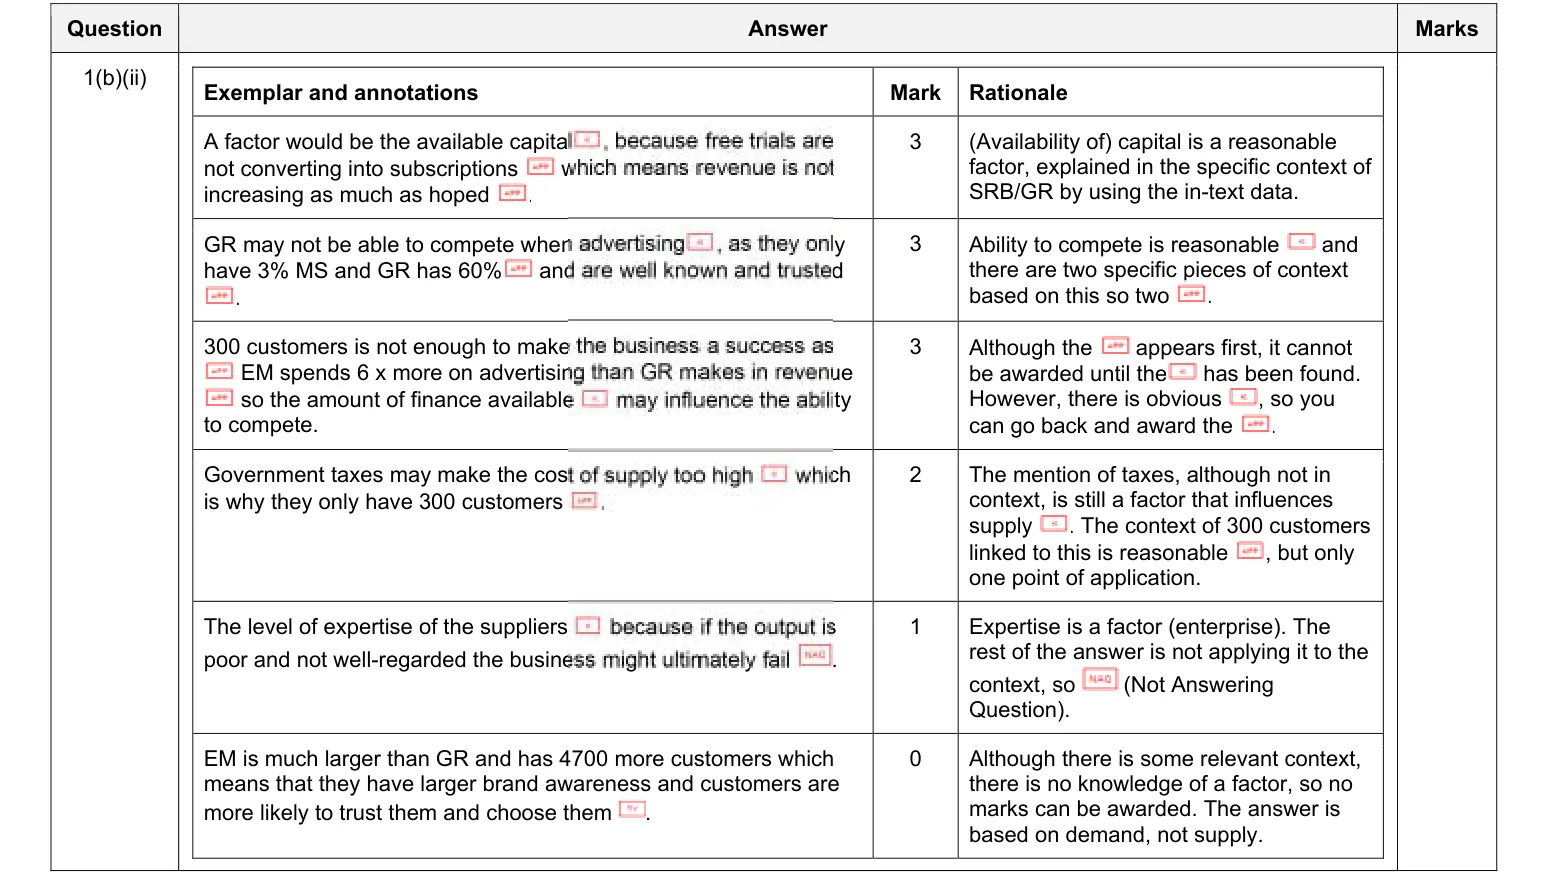 Question Answer Marks
1(b)(ii)
Exemplar and annotations Mark Rationale
A factor would be the available capital K, because free trials are
not converting into subscriptions APP which means revenue is not
increasing as much as hoped APP.
3
(Availability of) capital is a reasonable
factor, explained in the specific context of
SRB/GR by using the in-text data.
GR may not be able to compete when advertising K, as they only
have 3% MS and GR has 60% APP and are well known and trusted
APP.
3
Ability to compete is reasonable K and
there are two specific pieces of context
based on this so two APP.
300 customers is not enough to make the business a success as
APP EM spends 6 x more on advertising than GR makes in revenue
APP so the amount of finance available K may influence the ability
to compete.
3
Although the APP appears first, it cannot
be awarded until the K has been found.
However, there is obvious K, so you
can go back and award the APP.
Government taxes may make the cost of supply too high K which
is why they only have 300 customers APP.
2
The mention of taxes, although not in
context, is still a factor that influences
supply K. The context of 300 customers
linked to this is reasonable APP, but only
one point of application.
The level of expertise of the suppliers K because if the output is
poor and not well-regarded the business might ultimately fail NAQ.
1
Expertise is a factor (enterprise). The
rest of the answer is not applying it to the
context, so NAQ (Not Answering
Question).
EM is much larger than GR and has 4700 more customers which
means that they have larger brand awareness and customers are
more likely to trust them and choose them.
0
Although there is some relevant context,
there is no knowledge of a factor, so no
marks can be awarded. The answer is
based on demand, not supply.